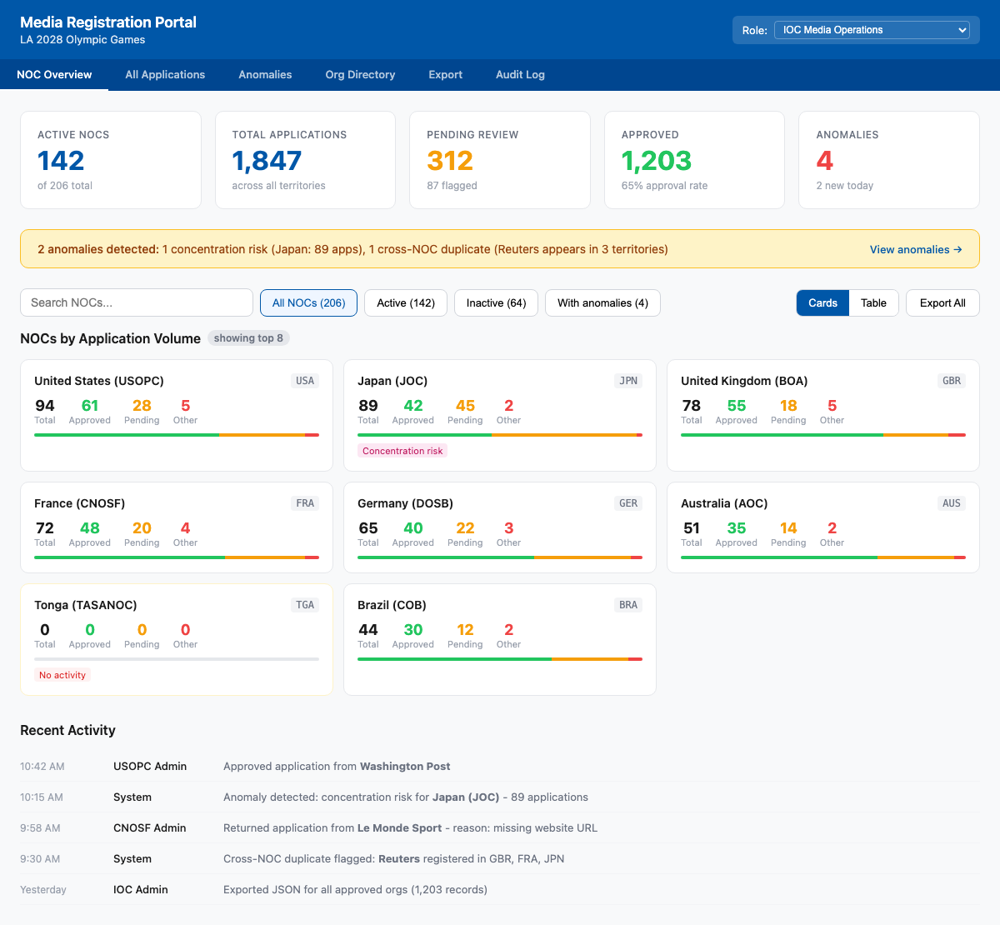 Media Registration Portal
LA 2028 Olympic Games
Role: IOC Media Operations
NOC Overview All Applications Anomalies Org Directory Export Audit Log
ACTIVE NOCS
142
of 206 total
TOTAL APPLICATIONS
1,847
across all territories
PENDING REVIEW
312
87 flagged
APPROVED
1,203
65% approval rate
ANOMALIES
4
2 new today
2 anomalies detected: 1 concentration risk (Japan: 89 apps), 1 cross-NOC duplicate (Reuters appears in 3 territories) View anomalies →
Search NOCs... All NOCs (206) Active (142) Inactive (64) With anomalies (4) Cards Table Export All
NOCs by Application Volume showing top 8
United States (USOPC) USA
94 61 28 5
Total Approved Pending Other
Japan (JOC) JPN
89 42 45 2
Total Approved Pending Other
Concentration risk
United Kingdom (BOA) GBR
78 55 18 5
Total Approved Pending Other
France (CNOSF) FRA
72 48 20 4
Total Approved Pending Other
Germany (DOSB) GER
65 40 22 3
Total Approved Pending Other
Australia (AOC) AUS
51 35 14 2
Total Approved Pending Other
Tonga (TASANOC) TGA
0 0 0 0
Total Approved Pending Other
No activity
Brazil (COB) BRA
44 30 12 2
Total Approved Pending Other
Recent Activity
10:42 AM USOPC Admin Approved application from Washington Post
10:15 AM System Anomaly detected: concentration risk for Japan (JOC) - 89 applications
9:58 AM CNOSF Admin Returned application from Le Monde Sport - reason: missing website URL
9:30 AM System Cross-NOC duplicate flagged: Reuters registered in GBR, FRA, JPN
Yesterday IOC Admin Exported JSON for all approved orgs (1,203 records)